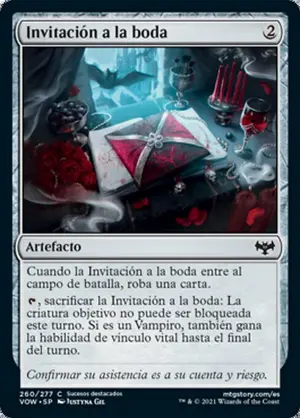 Invitación a la boda 2
Artefacto
Cuando la Invitación a la boda entre al
campo de batalla, roba una carta.
, sacrificar la Invitación a la boda: La
criatura objetivo no puede ser bloqueada
este turno. Si es un Vampiro, también gana
la habilidad de vínculo vital hasta el final
del turno.
Confirmar su asistencia es a su cuenta y riesgo.
260/277 C Sucesos destacados mtgstory.com/es
VOW • SP Justyna Gil ™ & © 2021 Wizards of the Coast